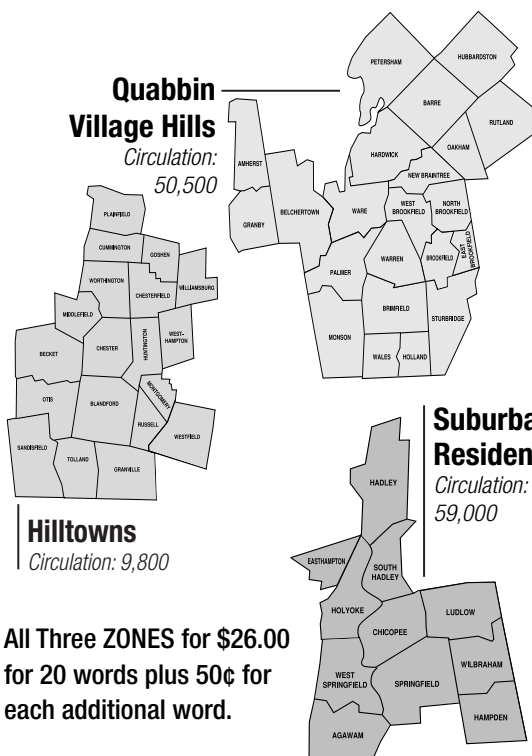 Quabbin
Village Hills
Circulation:
50,500
PETERSHAM
HUBBARDSTON
BARRE
RUTLAND
OAKHAM
HARDWICK
NEW BRAINTREE
AMHERST
GRANBY
BELCHERTOWN
WARE
WEST
BROOKFIELD
NORTH
BROOKFIELD
PALMER
WARREN
BROOKFIELD
EAST
BROOKFIELD
MONSON
BRIMFIELD
STURBRIDGE
WALES
HOLLAND
PLAINFIELD
CUMMINGTON
GOSHEN
WORTHINGTON
CHESTERFIELD
WILLIAMSBURG
MIDDLEFIELD
BECKET
CHESTER
HUNTINGTON
WEST-
HAMPTON
OTIS
BLANDFORD
MONTGOMERY
RUSSELL
WESTFIELD
SANDISFIELD
TOLLAND
GRANVILLE
Hilltowns
Circulation: 9,800
Suburba
Residen
Circulation:
59,000
HADLEY
EASTHAMPTON
SOUTH
HADLEY
HOLYOKE
CHICOPEE
LUDLOW
WEST
SPRINGFIELD
SPRINGFIELD
WILBRAHAM
AGAWAM
HAMPDEN
All Three ZONES for $26.00
for 20 words plus 50¢ for
each additional word.